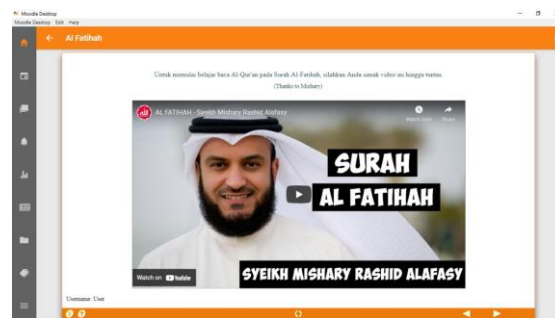 Moodle Desktop
Moodle Desktop Edit Help
Al Fatihah
Untuk memulai belajar baca Al-Qur'an pada Surah Al-Fatihah, silahkan Anda simak video ini hingga tuntas.
(Thanks to Mishary)
AL FATIHAH - Syeikh Mishary Rashid Alafasy
Watch later
Share
SURAH
AL FATIHAH
Watch on YouTube
SYEIKH MISHARY RASHID ALAFASY
Username: User